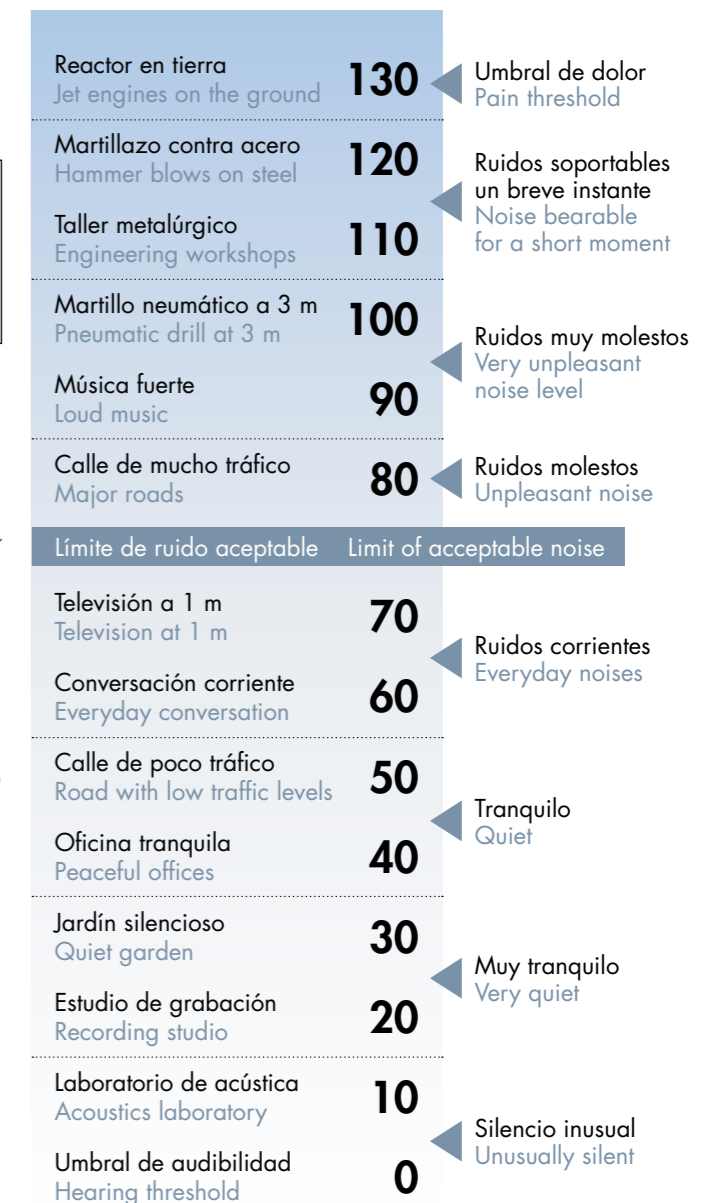 Reactor en tierra
Jet engines on the ground
130
Umbral de dolor
Pain threshold
Martillazo contra acero
Hammer blows on steel
120
Ruidos soportables
un breve instante
Noise bearable
for a short moment
Taller metalúrgico
Engineering workshops
110
Martillo neumático a 3 m
Pneumatic drill at 3 m
100
Ruidos muy molestos
Very unpleasant
noise level
Música fuerte
Loud music
90
Calle de mucho tráfico
Major roads
80
Ruidos molestos
Unpleasant noise
Límite de ruido aceptable Limit of acceptable noise
Televisión a 1 m
Television at 1 m
70
Ruidos corrientes
Everyday noises
Conversación corriente
Everyday conversation
60
Calle de poco tráfico
Road with low traffic levels
50
Tranquilo
Quiet
Oficina tranquila
Peaceful offices
40
Jardín silencioso
Quiet garden
30
Muy tranquilo
Very quiet
Estudio de grabación
Recording studio
20
Laboratorio de acústica
Acoustics laboratory
10
Silencio inusual
Unusually silent
Umbral de audibilidad
Hearing threshold
0